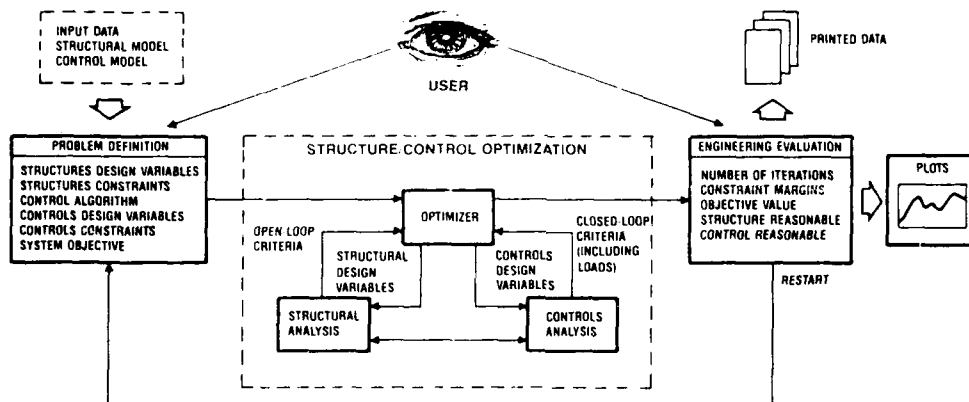 INPUT DATA
STRUCTURAL MODEL
CONTROL MODEL
USER
PRINTED DATA
PROBLEM DEFINITION
STRUCTURES DESIGN VARIABLES
STRUCTURES CONSTRAINTS
CONTROL ALGORITHM
CONTROLS DESIGN VARIABLES
CONTROLS CONSTRAINTS
SYSTEM OBJECTIVE
STRUCTURE/CONTROL OPTIMIZATION
OPTIMIZER
OPEN-LOOP
CRITERIA
STRUCTURAL
DESIGN
VARIABLES
CONTROLS
DESIGN
VARIABLES
CLOSED-LOOP
CRITERIA
(INCLUDING
LOADS)
STRUCTURAL
ANALYSIS
CONTROLS
ANALYSIS
ENGINEERING EVALUATION
NUMBER OF ITERATIONS
CONSTRAINT MARGINS
OBJECTIVE VALUE
STRUCTURE REASONABLE
CONTROL REASONABLE
PLOTS
RESTART